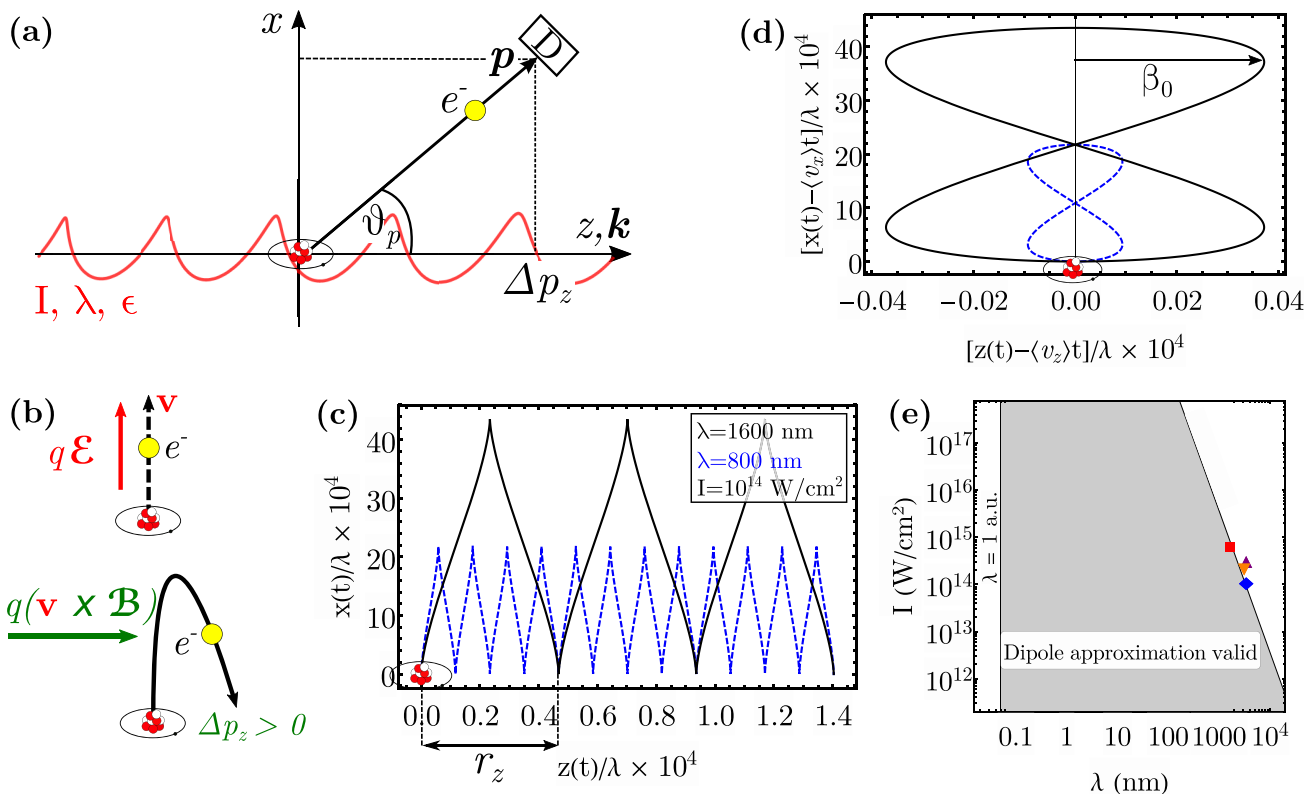 (a)
x
D
p
e-
ϑp
z, k
Δpz
I, λ, ϵ
(b)
v
qℰ
e-
q(v x ℬ)
e-
Δpz > 0
(c)
x(t)/λ × 10⁴
40
30
20
10
0
λ=1600 nm
λ=800 nm
I=10¹⁴ W/cm²
0.0 0.2 0.4 0.6 0.8 1.0 1.2 1.4
rz
z(t)/λ × 10⁴
(d)
[x(t)−⟨vx⟩t]/λ × 10⁴
40
30
20
10
0
β0
−0.04 −0.02 0.00 0.02 0.04
[z(t)−⟨vz⟩t]/λ × 10⁴
(e)
I (W/cm²)
10¹⁷
10¹⁶
10¹⁵
10¹⁴
10¹³
10¹²
λ = 1 a.u.
Dipole approximation valid
0.1 1 10 100 1000 10⁴
λ (nm)